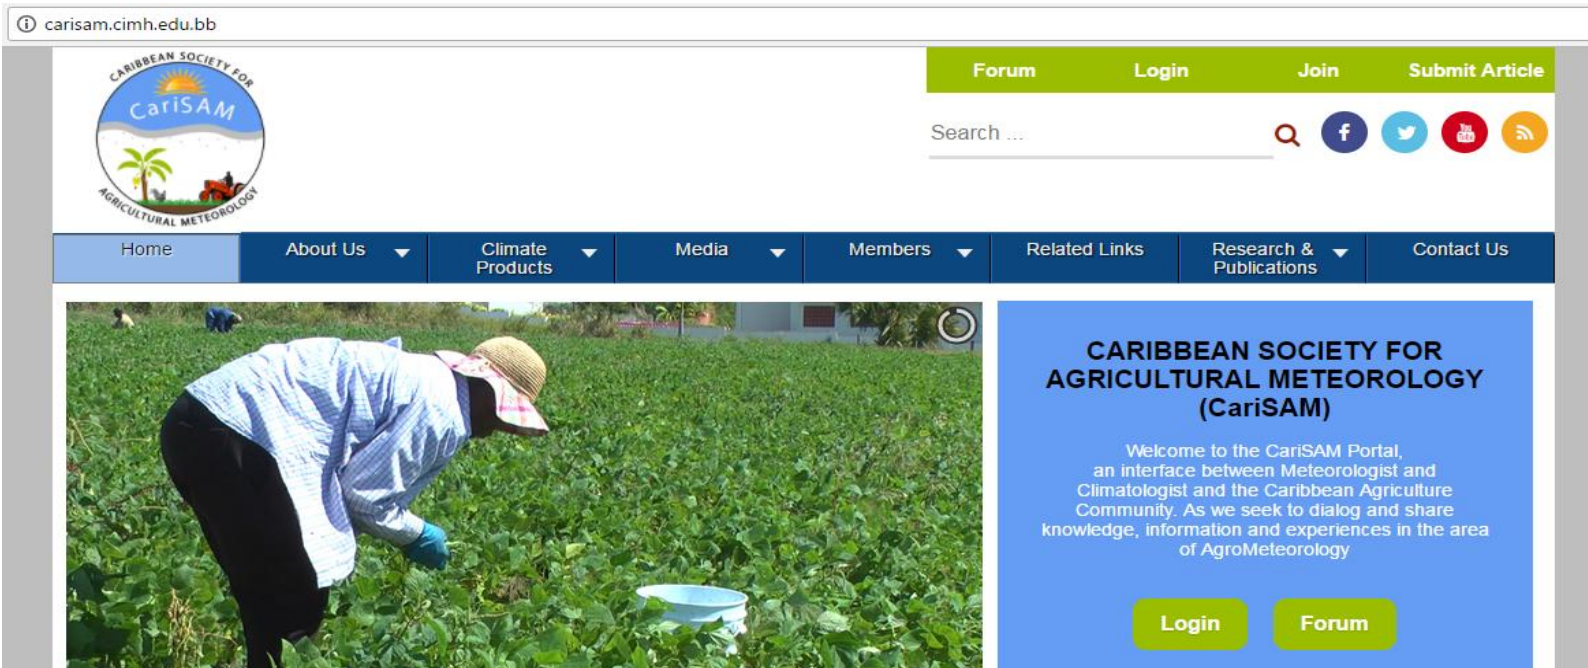 carisam.cimh.edu.bb
CARIBBEAN SOCIETY FOR
CariSAM
AGRICULTURAL METEOROLOGY
Forum Login Join Submit Article
Search ...
f You Tube
Home About Us Climate Products Media Members Related Links Research & Publications Contact Us
CARIBBEAN SOCIETY FOR
AGRICULTURAL METEOROLOGY
(CariSAM)
Welcome to the CariSAM Portal,
an interface between Meteorologist and
Climatologist and the Caribbean Agriculture
Community. As we seek to dialog and share
knowledge, information and experiences in the area
of AgroMeteorology
Login Forum